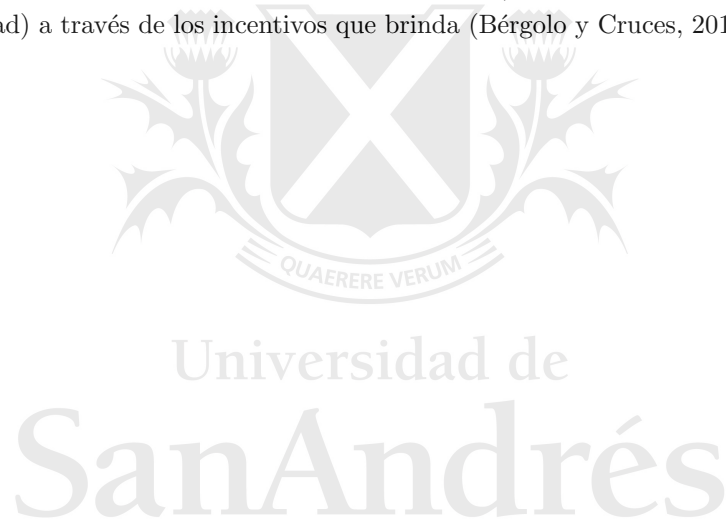 ad) a través de los incentivos que brinda (Bérgolo y Cruces, 201
QUAERERE VERUM
Universidad de
SanAndrés